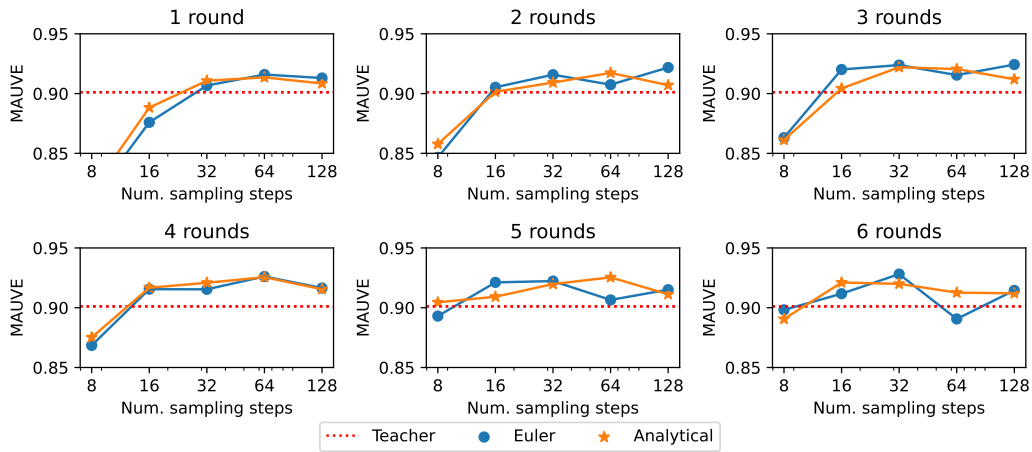 1 round
2 rounds
3 rounds
MAUVE
0.95
0.90
0.85
8 16 32 64 128
Num. sampling steps
MAUVE
0.95
0.90
0.85
8 16 32 64 128
Num. sampling steps
MAUVE
0.95
0.90
0.85
8 16 32 64 128
Num. sampling steps
4 rounds
5 rounds
6 rounds
MAUVE
0.95
0.90
0.85
8 16 32 64 128
Num. sampling steps
MAUVE
0.95
0.90
0.85
8 16 32 64 128
Num. sampling steps
MAUVE
0.95
0.90
0.85
8 16 32 64 128
Num. sampling steps
Teacher Euler Analytical